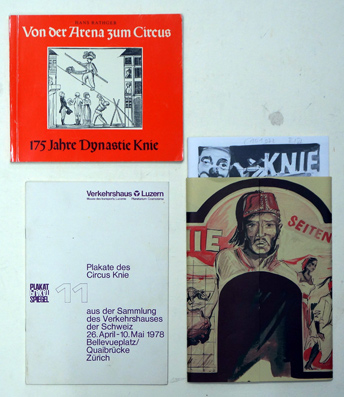 HANS RATHGEB
Von der Arena zum Circus
175 Jahre Dynastie Knie
KNIE
Verkehrshaus Luzern
PLAKAT
SPIEGEL
11
Plakate des
Circus Knie
aus der Sammlung
des Verkehrshauses
der Schweiz
26. April–10. Mai 1978
Bellevueplatz/
Quaibrücke
Zürich
SEITEN